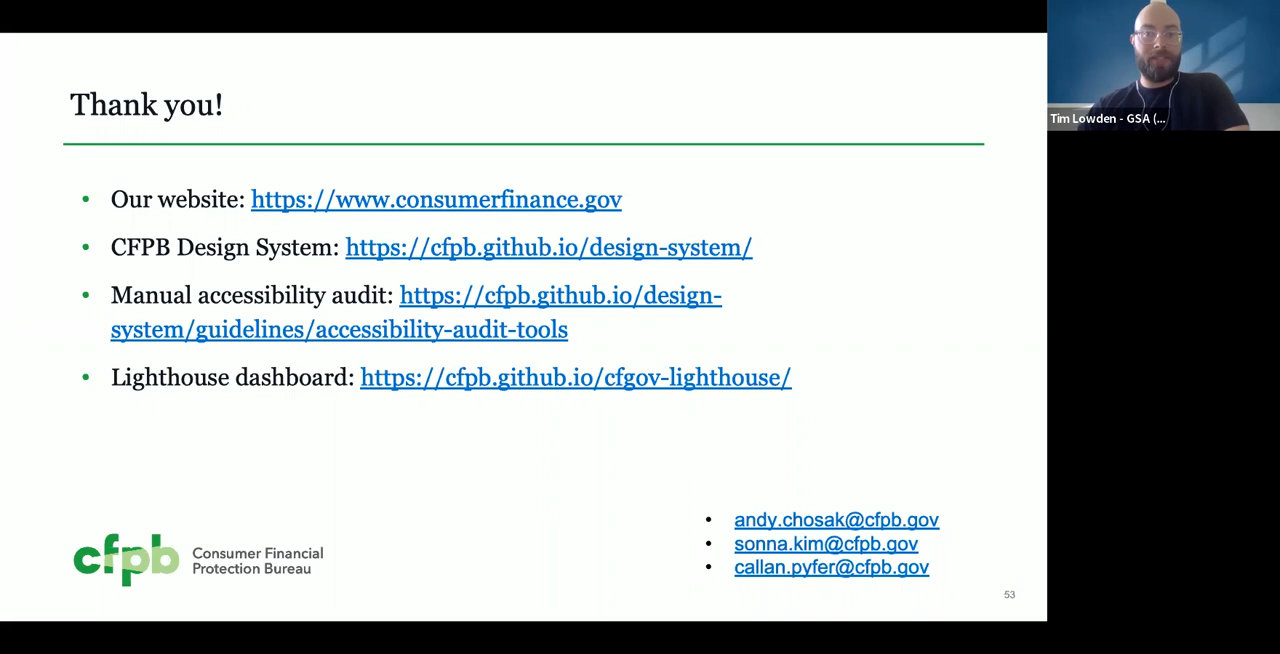 Thank you!
• Our website: https://www.consumerfinance.gov
• CFPB Design System: https://cfpb.github.io/design-system/
• Manual accessibility audit: https://cfpb.github.io/design-
system/guidelines/accessibility-audit-tools
• Lighthouse dashboard: https://cfpb.github.io/cfgov-lighthouse/
• andy.chosak@cfpb.gov
• sonna.kim@cfpb.gov
• callan.pyfer@cfpb.gov
cfpb
Consumer Financial
Protection Bureau
53
Tim Lowden - GSA (...